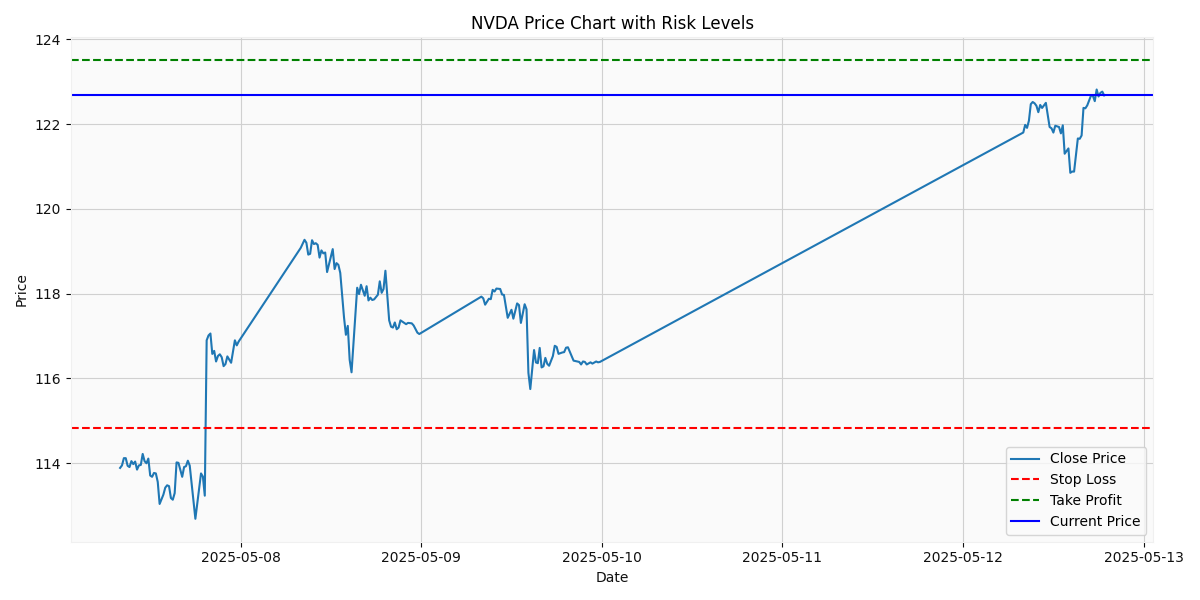 NVDA Price Chart with Risk Levels
124
122
120
118
116
114
Price
Close Price
Stop Loss
Take Profit
Current Price
2025-05-08
2025-05-09
2025-05-10
2025-05-11
2025-05-12
2025-05-13
Date